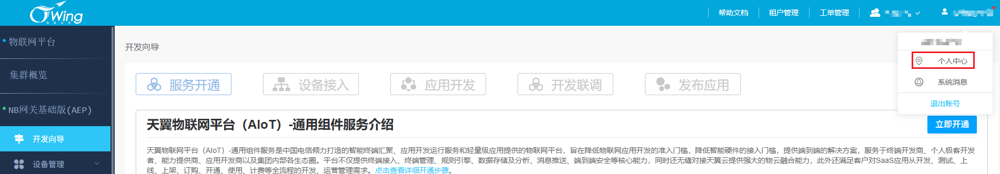 Wing
智联未来
帮助文档
租户管理
工单管理
物联网平台
集群概览
NB网关基础版(AEP)
开发向导
设备管理
开发向导
个人中心
系统消息
退出账号
服务开通
设备接入
应用开发
开发联调
发布应用
天翼物联网平台（AIoT）-通用组件服务介绍
立即开通
天翼物联网平台（AIoT）-通用组件服务是中国电信倾力打造的智能终端汇聚、应用开发运行服务和轻量级应用提供的物联网平台，旨在降低物联网应用开发的准入门槛，降低智能硬件的接入门槛，提供端到端的解决方案，服务于终端开发商、个人极客开发
者、能力提供商、应用开发商以及集团内部各生态圈。平台不仅提供终端接入、终端管理、规则引擎、数据存储及分析、消息推送、端到端安全等核心能力，同时还无缝对接天翼云提供强大的物云融合能力，此外还满足客户对SaaS应用从开发、测试、上
线、上架、订购、开通、使用、计费等全流程的开发、运营管理需求。点击查看详细开通步骤。